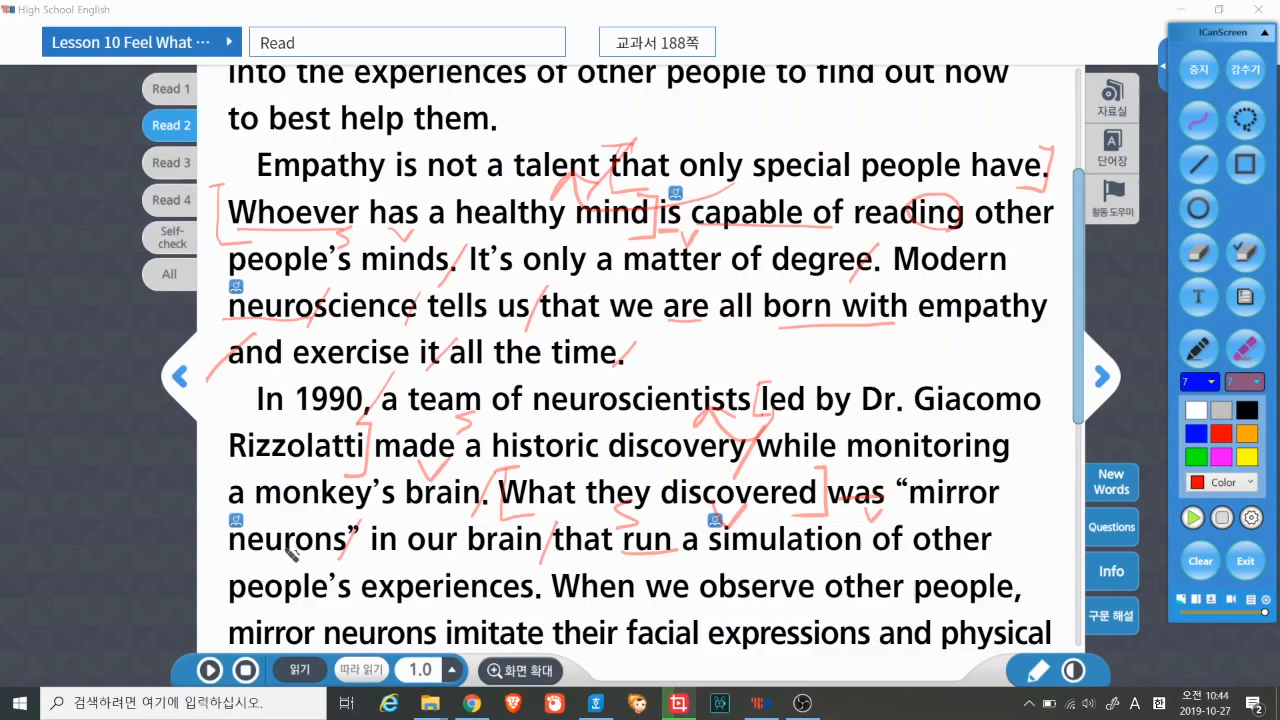 High School English
Lesson 10 Feel What ···
Read
교과서 188쪽
ICanScreen
중지
감추기
Read 1
Read 2
Read 3
Read 4
Self-check
All
into the experiences of other people to find out how
to best help them.
Empathy is not a talent that only special people have.
Whoever has a healthy mind is capable of reading other
people's minds. It's only a matter of degree. Modern
neuroscience tells us that we are all born with empathy
and exercise it all the time.
In 1990, a team of neuroscientists led by Dr. Giacomo
Rizzolatti made a historic discovery while monitoring
a monkey's brain. What they discovered was “mirror
neurons” in our brain that run a simulation of other
people's experiences. When we observe other people,
mirror neurons imitate their facial expressions and physical
S V V
S V
S V V
자료실
단어장
활동 도우미
New Words
Questions
Info
구문 해설
T
7 7
Color
Clear
Exit
읽기
따라 읽기
1.0
화면 확대
검색하려면 여기에 입력하십시오.
A
한
오전 10:44
2019-10-27
2